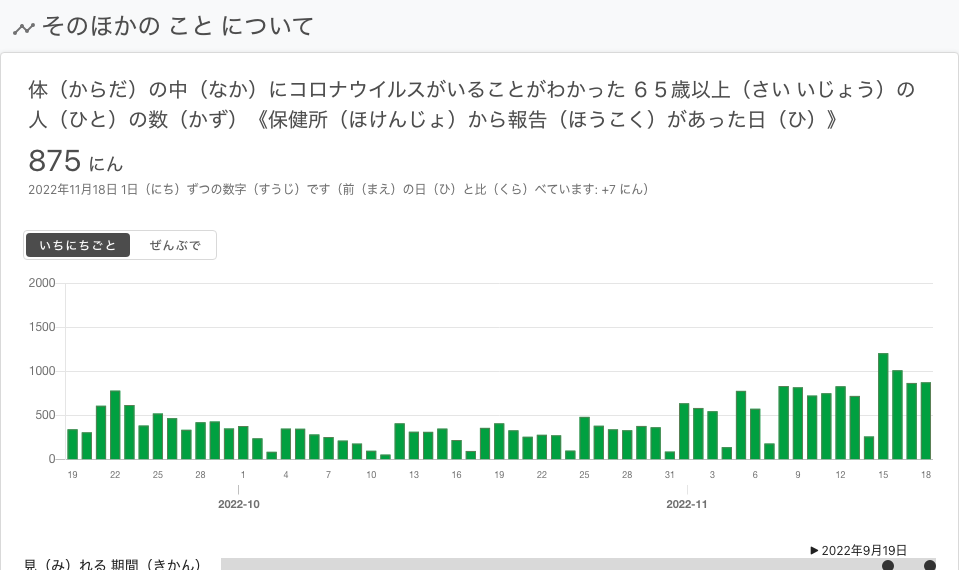 そのほかの こと について
体（からだ）の中（なか）にコロナウイルスがいることがわかった ６５歳以上（さい いじょう）の
人（ひと）の数（かず）《保健所（ほけんじょ）から報告（ほうこく）があった日（ひ）》
875 にん
2022年11月18日 1日（にち）ずつの数字（すうじ）です（前（まえ）の日（ひ）と比（くら）べています: +7 にん）
いちにちごと ぜんぶで
2000
1500
1000
500
0
19 22 25 28 1 4 7 10 13 16 19 22 25 28 31 3 6 9 12 15 18
2022-10 2022-11
▶ 2022年9月19日
見（み）れる 期間（きかん）